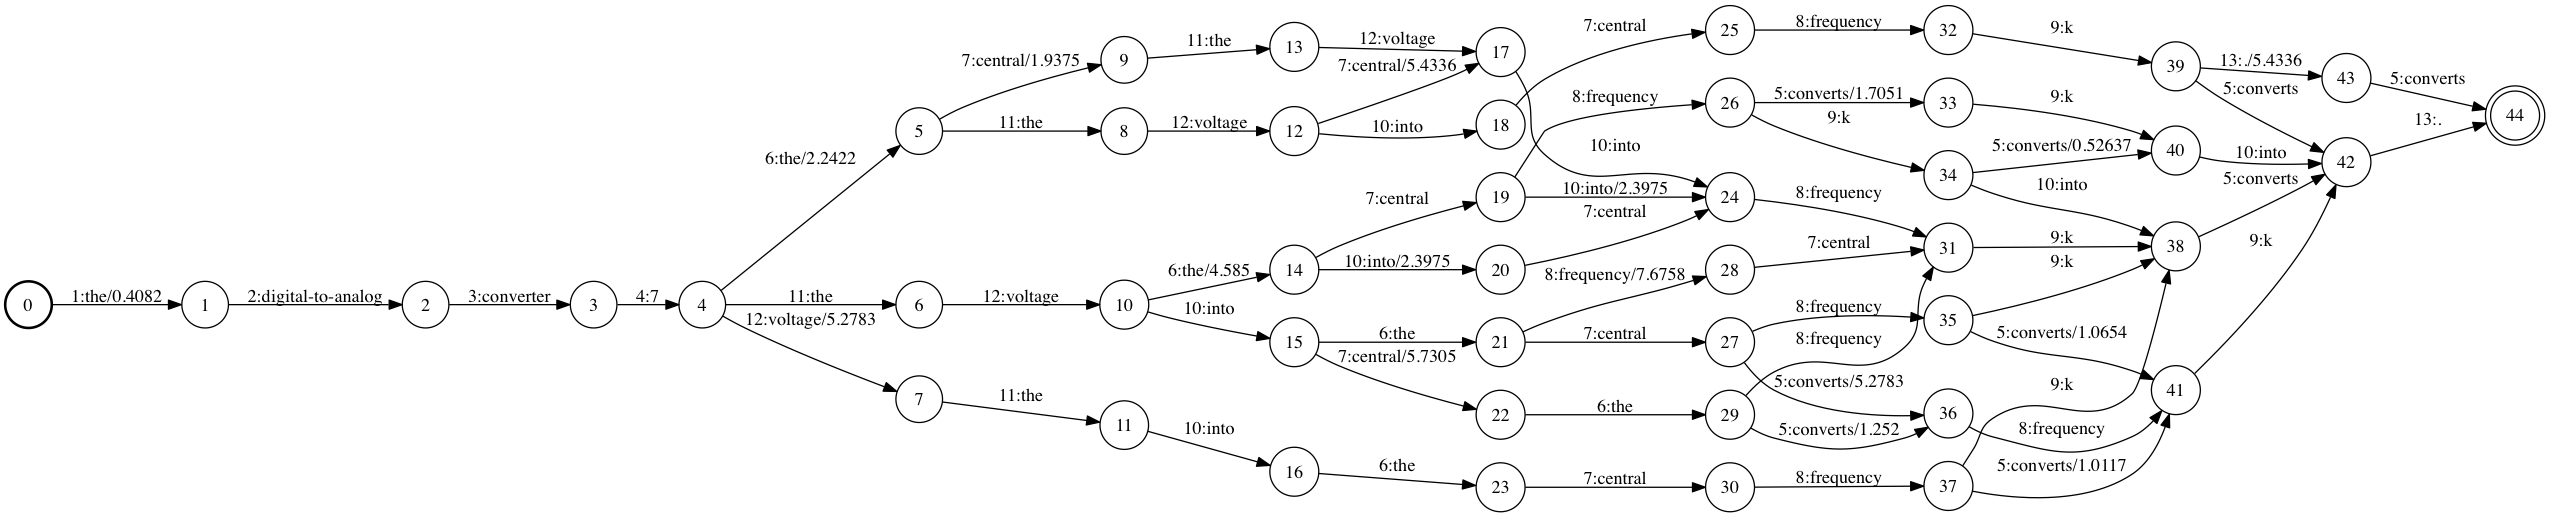 0
1:the/0.4082
1
2:digital-to-analog
2
3:converter
3
4:7
4
6:the/2.2422
11:the
12:voltage/5.2783
5
6
7
7:central/1.9375
11:the
12:voltage
11:the
9
8
10
11
11:the
12:voltage
6:the/4.585
10:into
10:into
13
12
14
15
16
12:voltage
7:central/5.4336
10:into
7:central
10:into/2.3975
6:the
7:central/5.7305
6:the
17
18
19
20
21
22
23
7:central
8:frequency
10:into
10:into/2.3975
7:central
8:frequency/7.6758
7:central
6:the
7:central
25
26
24
28
27
29
30
8:frequency
5:converts/1.7051
9:k
8:frequency
7:central
8:frequency
8:frequency
5:converts/5.2783
5:converts/1.252
8:frequency
32
33
34
31
35
36
37
9:k
9:k
5:converts/0.52637
10:into
9:k
9:k
5:converts/1.0654
9:k
8:frequency
5:converts/1.0117
39
40
38
41
13:./5.4336
5:converts
10:into
5:converts
9:k
43
42
5:converts
13:.
44